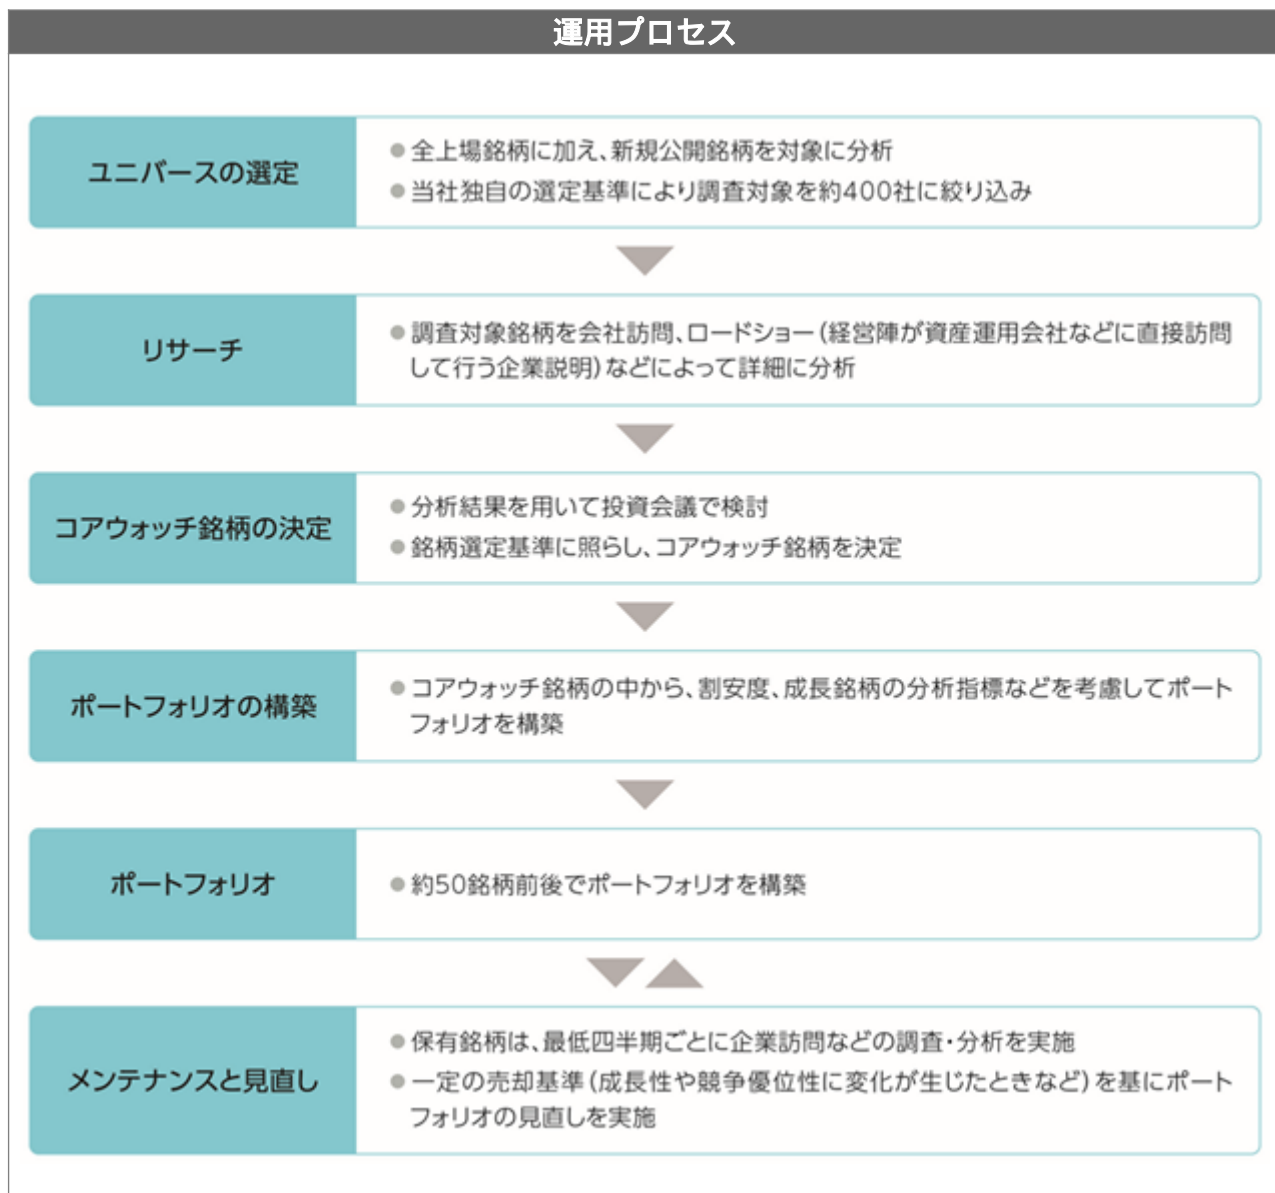 運用プロセス
ユニバースの選定
●全上場銘柄に加え、新規公開銘柄を対象に分析
●当社独自の選定基準により調査対象を約400社に絞り込み
リサーチ
●調査対象銘柄を会社訪問、ロードショー(経営陣が資産運用会社などに直接訪問
して行う企業説明)などによって詳細に分析
コアウォッチ銘柄の決定
●分析結果を用いて投資会議で検討
●銘柄選定基準に照らし、コアウォッチ銘柄を決定
ポートフォリオの構築
●コアウォッチ銘柄の中から、割安度、成長銘柄の分析指標などを考慮してポート
フォリオを構築
ポートフォリオ
●約50銘柄前後でポートフォリオを構築
メンテナンスと見直し
●保有銘柄は、最低四半期ごとに企業訪問などの調査・分析を実施
●一定の売却基準(成長性や競争優位性に変化が生じたときなど)を基にポート
フォリオの見直しを実施